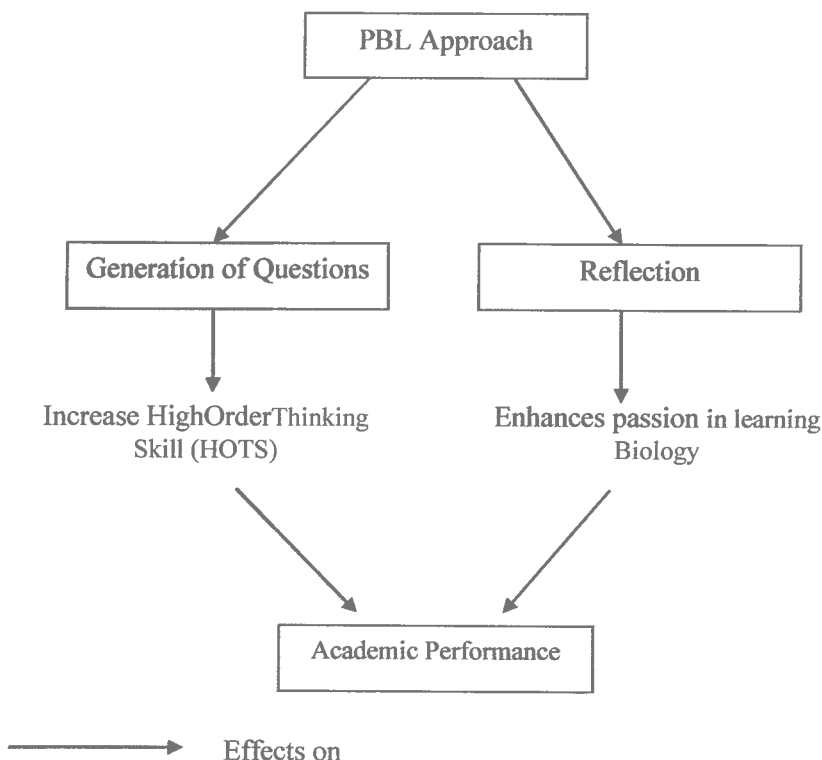 PBL Approach
Generation of Questions
Reflection
Increase HighOrderThinking
Skill (HOTS)
Enhances passion in learning
Biology
Academic Performance
Effects on